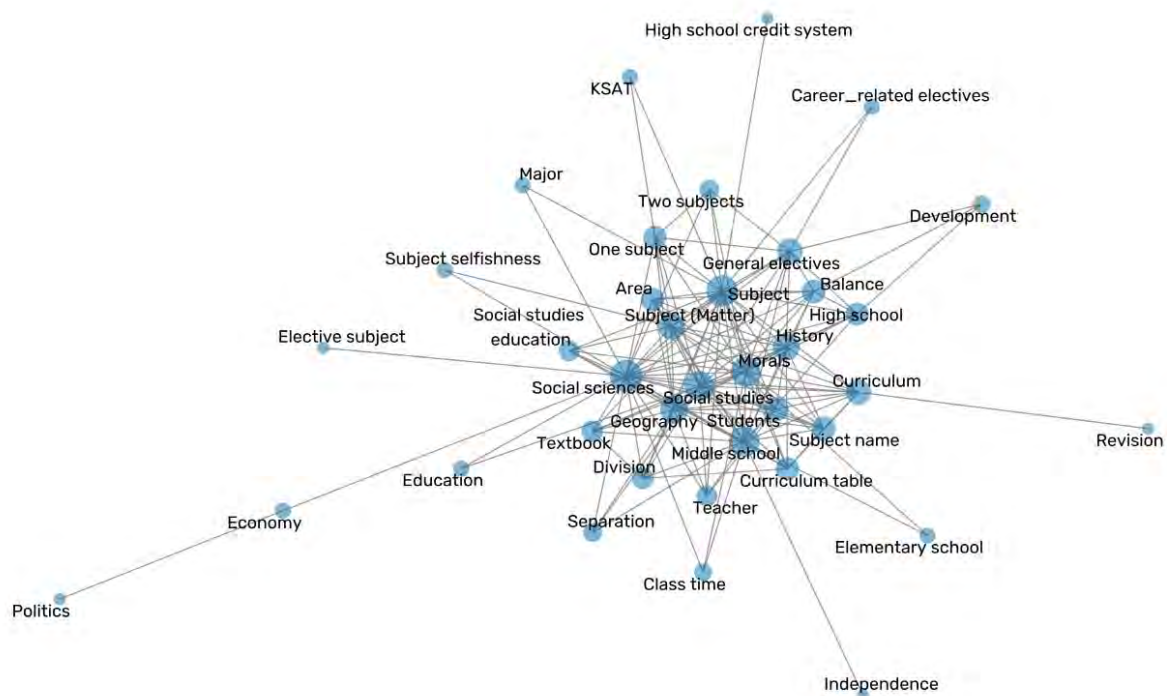 High school credit system
KSAT
Career_related electives
Major
Two subjects
Development
One subject
General electives
Subject selfishness
Area
Subject
Balance
Social studies
education
Subject (Matter)
High school
Elective subject
History
Morals
Social sciences
Curriculum
Social studies
Geography
Students
Textbook
Middle school
Subject name
Revision
Division
Education
Curriculum table
Teacher
Economy
Separation
Elementary school
Class time
Politics
Independence